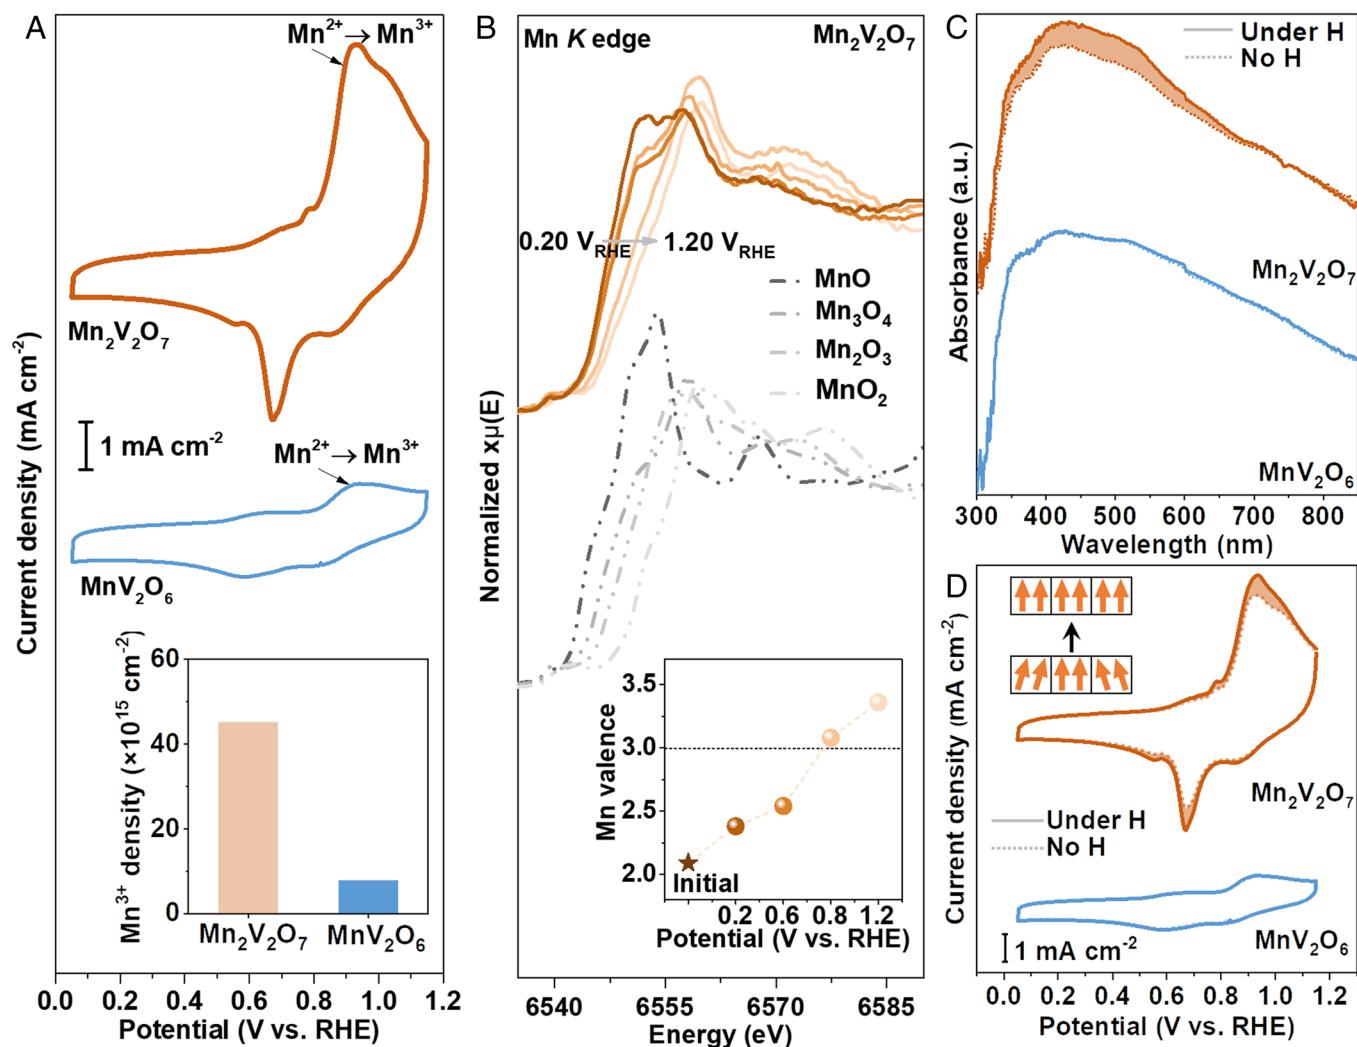 A
Mn2+ → Mn3+
Mn2V2O7
1 mA cm-2
Mn2+ → Mn3+
MnV2O6
Current density (mA cm-2)
Mn3+ density (×10^15 cm-2)
60
40
20
0
Mn2V2O7 MnV2O6
0.0 0.2 0.4 0.6 0.8 1.0 1.2
Potential (V vs. RHE)
B
Mn K edge
Mn2V2O7
0.20 VRHE
1.20 VRHE
MnO
Mn3O4
Mn2O3
MnO2
Normalized xμ(E)
Mn valence
3.5
3.0
2.5
2.0
Initial
0.2 0.6 0.8 1.2
Potential (V vs. RHE)
6540 6555 6570 6585
Energy (eV)
C
Under H
No H
Mn2V2O7
MnV2O6
Absorbance (a.u.)
300 400 500 600 700 800
Wavelength (nm)
D
Mn2V2O7
Under H
No H
MnV2O6
1 mA cm-2
Current density (mA cm-2)
0.0 0.2 0.4 0.6 0.8 1.0 1.2
Potential (V vs. RHE)